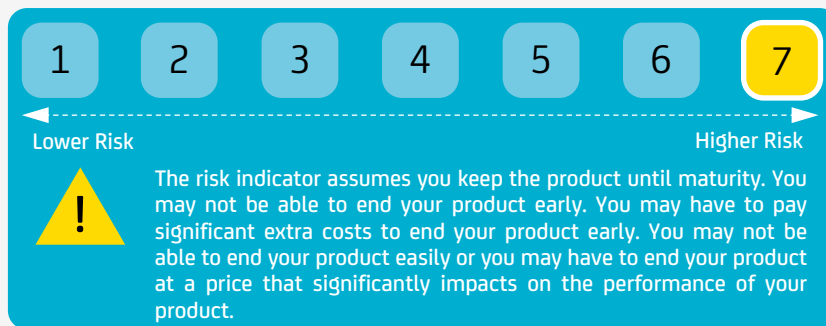 1 2 3 4 5 6 7
Lower Risk Higher Risk
!
The risk indicator assumes you keep the product until maturity. You
may not be able to end your product early. You may have to pay
significant extra costs to end your product early. You may not be
able to end your product easily or you may have to end your product
at a price that significantly impacts on the performance of your
product.